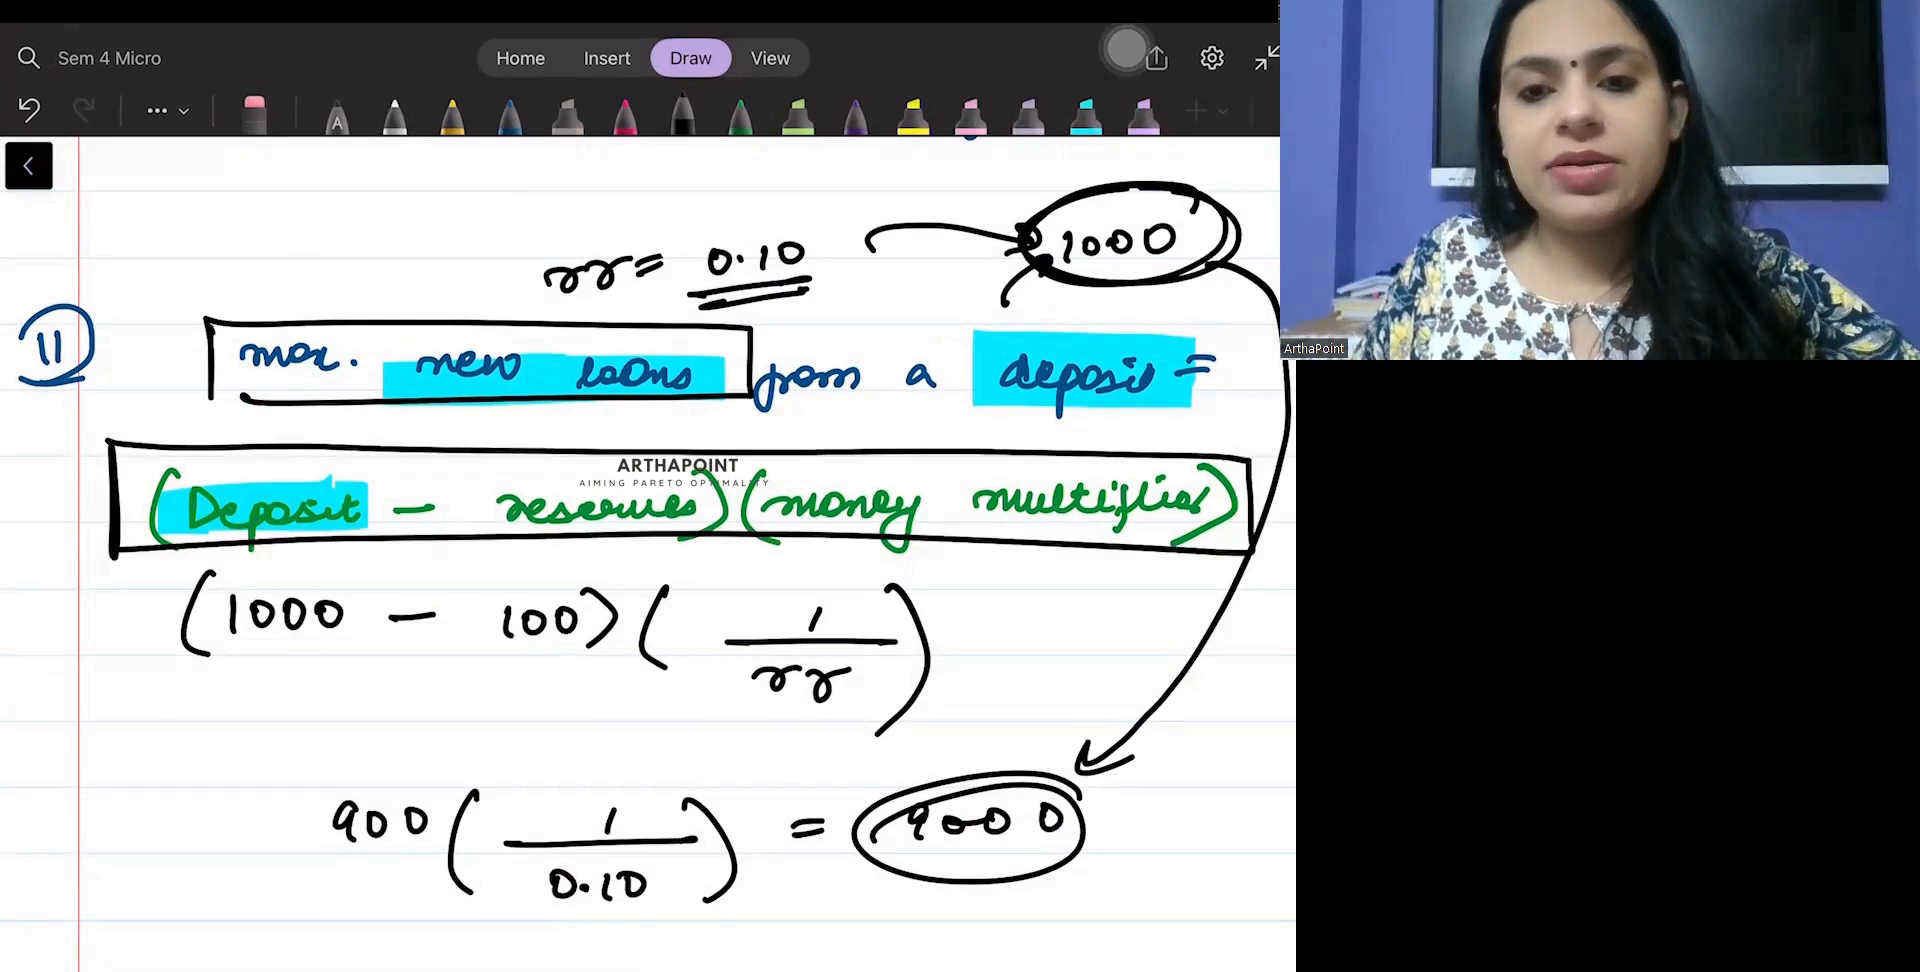 Sem 4 Micro
Home Insert Draw View
A
1000
rr = 0.10
ArthaPoint
11
max. new loans from a deposit =
ARTHAPOINT
AIMING PARETO OPTIMALITY
(Deposit - reserves) (money multiplier)
(1000 - 100) (1/rr)
900 (1/0.10) = 9000